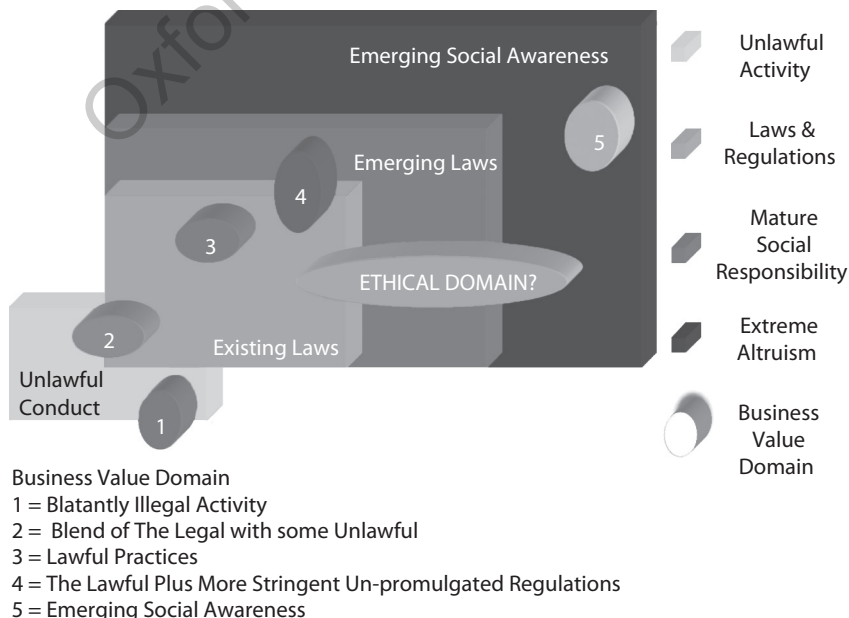 Oxfor
Emerging Social Awareness
5
Emerging Laws
4
3
ETHICAL DOMAIN?
2
Existing Laws
Unlawful
Conduct
1
Unlawful
Activity
Laws &
Regulations
Mature
Social
Responsibility
Extreme
Altruism
Business
Value
Domain
Business Value Domain
1 = Blatantly Illegal Activity
2 = Blend of The Legal with some Unlawful
3 = Lawful Practices
4 = The Lawful Plus More Stringent Un-promulgated Regulations
5 = Emerging Social Awareness